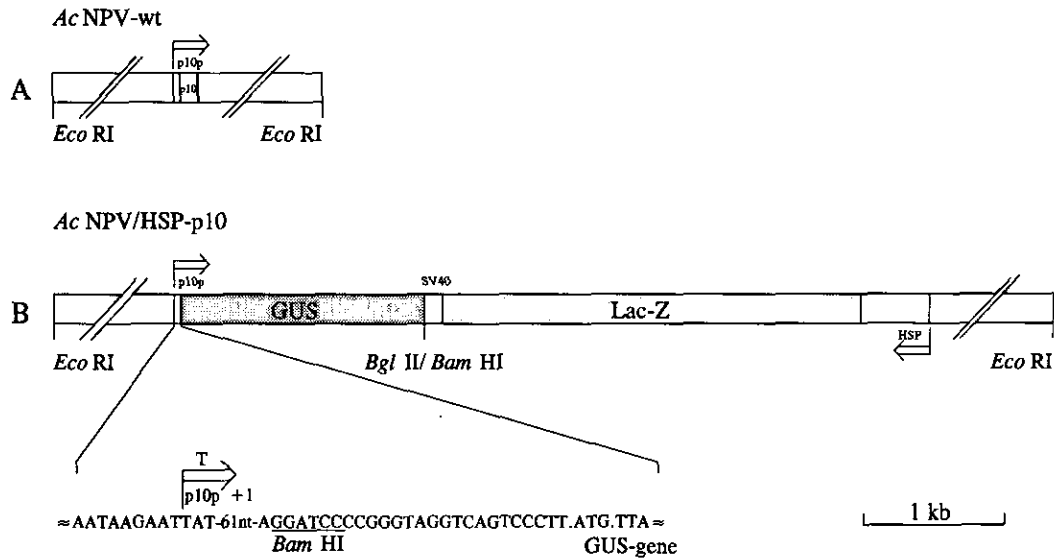 Ac NPV-wt
p10p
A
p10
Eco RI
Eco RI
Ac NPV/HSP-p10
p10p
SV40
B
GUS
Lac-Z
HSP
Eco RI
Bgl II/ Bam HI
Eco RI
T
p10p +1
≈AATAAGAATTAT-61nt-AGGATCCCCGGGTAGGTCAGTCCCTT.ATG.TTA≈
Bam HI
GUS-gene
1 kb